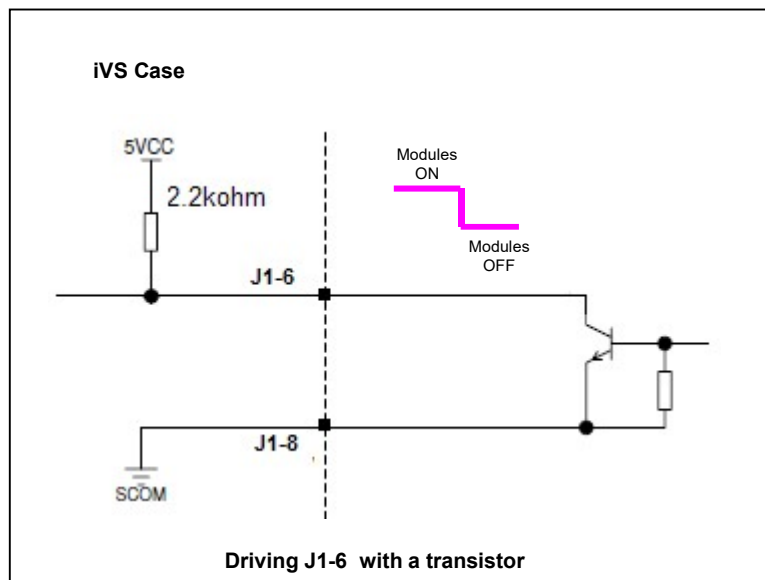 iVS Case
5VCC
2.2kohm
Modules
ON
Modules
OFF
J1-6
J1-8
SCOM
Driving J1-6 with a transistor